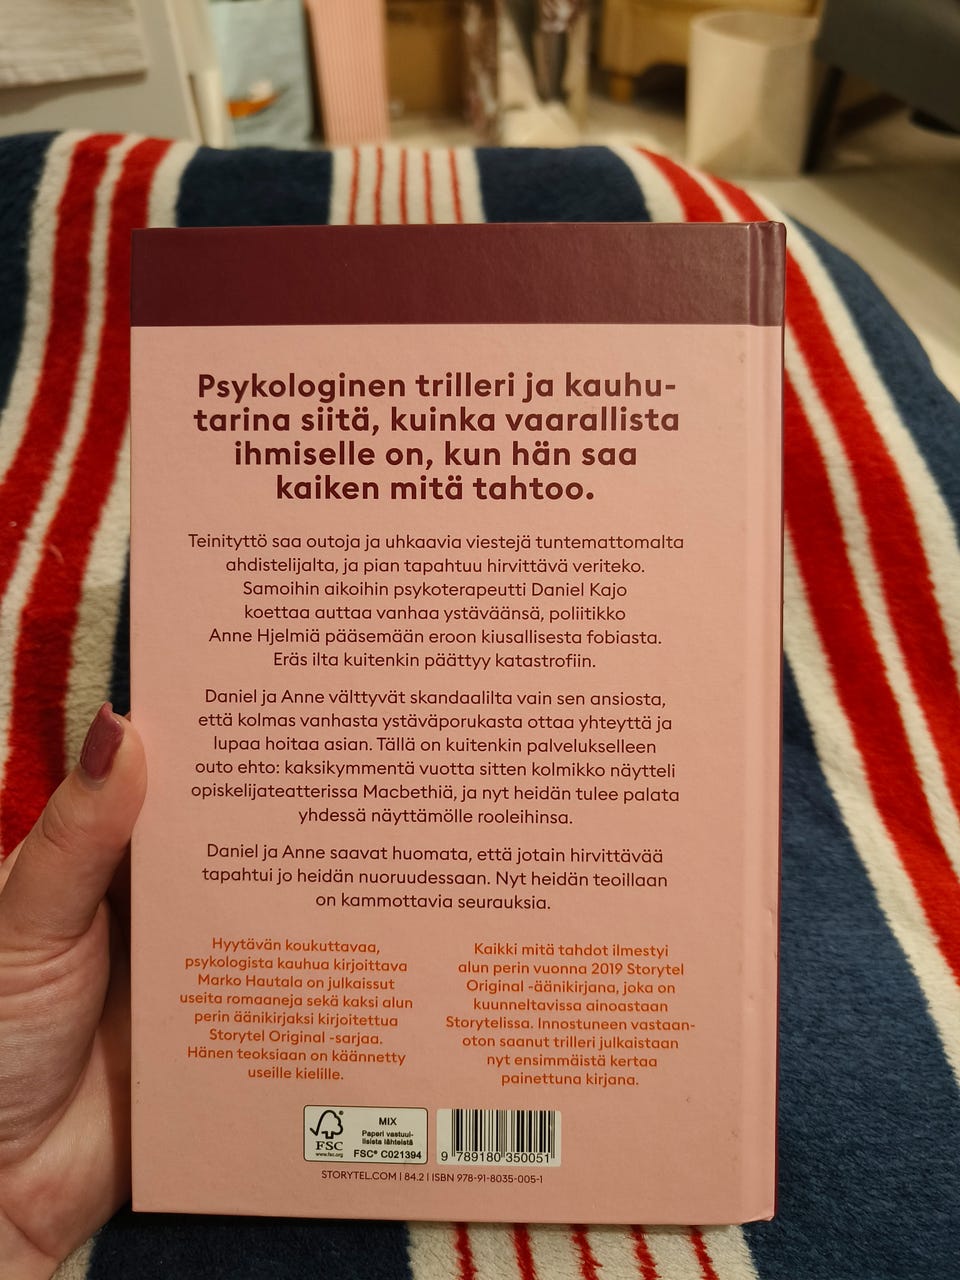 Psykologinen trilleri ja kauhu-
tarina siitä, kuinka vaarallista
ihmiselle on, kun hän saa
kaiken mitä tahtoo.
Teinityttö saa outoja ja uhkaavia viestejä tuntemattomalta
ahdistelijalta, ja pian tapahtuu hirvittävä veriteko.
Samoihin aikoihin psykoterapeutti Daniel Kajo
koettaa auttaa vanhaa ystäväänsä, poliitikko
Anne Hjelmiä pääsemään eroon kiusallisesta fobiasta.
Eräs ilta kuitenkin päättyy katastrofiin.
Daniel ja Anne välttyvät skandaalilta vain sen ansiosta,
että kolmas vanhasta ystäväporukasta ottaa yhteyttä ja
lupaa hoitaa asian. Tällä on kuitenkin palvelukselleen
outo ehto: kaksikymmentä vuotta sitten kolmikko näytteli
opiskelijateatterissa Macbethiä, ja nyt heidän tulee palata
yhdessä näyttämölle rooleihinsa.
Daniel ja Anne saavat huomata, että jotain hirvittävää
tapahtui jo heidän nuoruudessaan. Nyt heidän teoillaan
on kammottavia seurauksia.
Hyytävän koukuttavaa,
psykologista kauhua kirjoittava
Marko Hautala on julkaissut
useita romaaneja sekä kaksi alun
perin äänikirjaksi kirjoitettua
Storytel Original -sarjaa.
Hänen teoksiaan on käännetty
useille kielille.
Kaikki mitä tahdot ilmestyi
alun perin vuonna 2019 Storytel
Original -äänikirjana, joka on
kuunneltavissa ainoastaan
Storytelissa. Innostuneen vastaan-
oton saanut trilleri julkaistaan
nyt ensimmäistä kertaa
painettuna kirjana.
FSC
www.fsc.org
MIX
Paperi vastuul-
lisista lähteistä
FSC® C021394
9 789180 350051
STORYTEL.COM | 84.2 | ISBN 978-91-8035-005-1